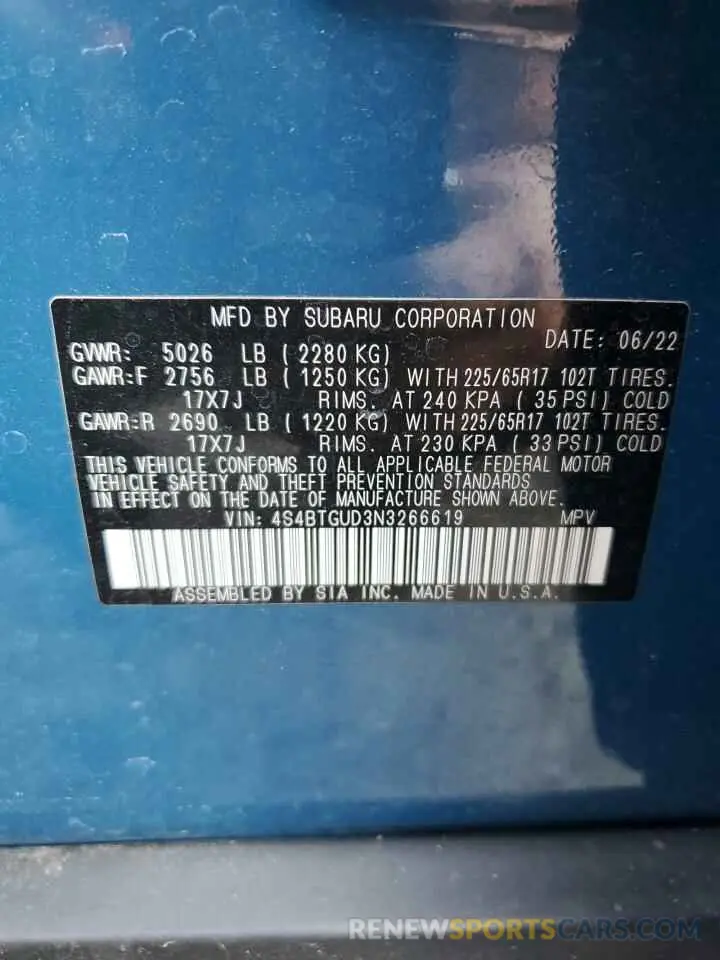 MFD BY SUBARU CORPORATION
DATE: 06/22
GVWR: 5026 LB ( 2280 KG)
GAWR:F 2756 LB ( 1250 KG) WITH 225/65R17 102T TIRES.
17X7J RIMS. AT 240 KPA ( 35 PSI) COLD
GAWR:R 2690 LB ( 1220 KG) WITH 225/65R17 102T TIRES.
17X7J RIMS. AT 230 KPA ( 33 PSI) COLD
THIS VEHICLE CONFORMS TO ALL APPLICABLE FEDERAL MOTOR
VEHICLE SAFETY AND THEFT PREVENTION STANDARDS
IN EFFECT ON THE DATE OF MANUFACTURE SHOWN ABOVE.
VIN: 4S4BTGUD3N3266619 MPV
ASSEMBLED BY SIA INC. MADE IN U.S.A.
RENEWSPORTSCARS.COM